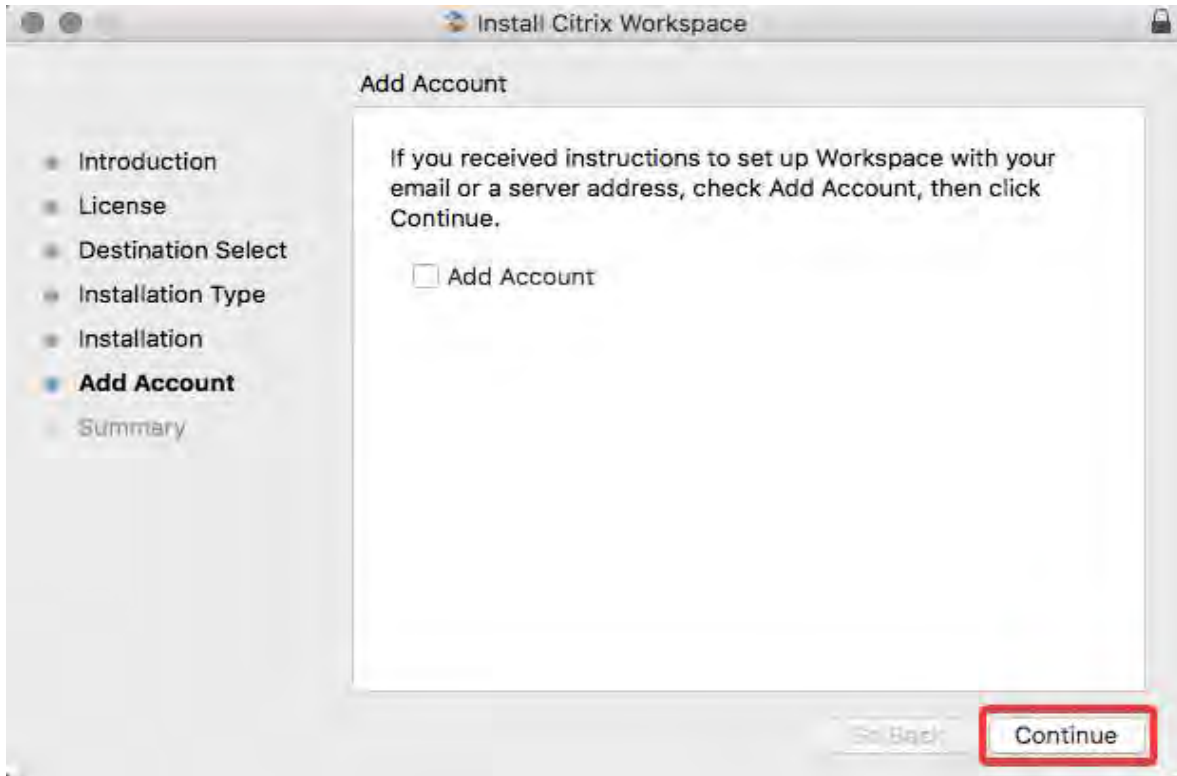 Install Citrix Workspace
Add Account
Introduction
License
Destination Select
Installation Type
Installation
Add Account
Summary
If you received instructions to set up Workspace with your
email or a server address, check Add Account, then click
Continue.
Add Account
Go Back
Continue